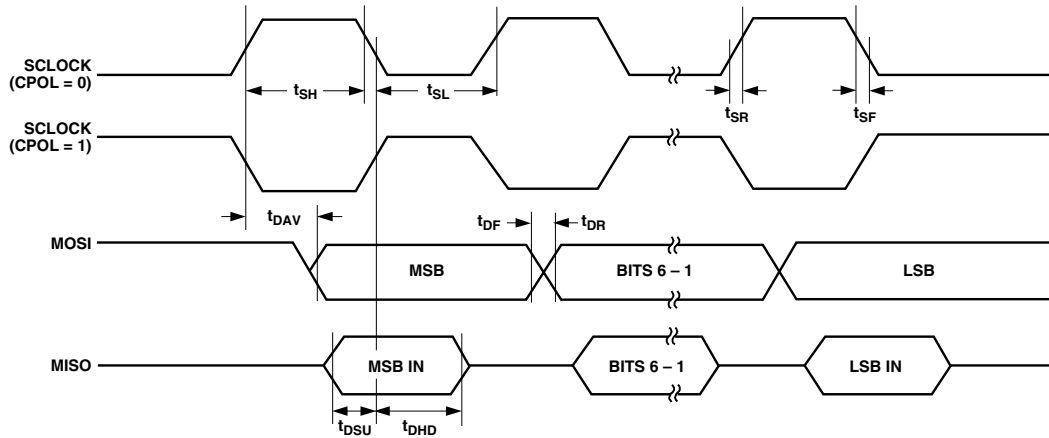 SCLOCK
(CPOL = 0)
tSH
tSL
tSR
tSF
SCLOCK
(CPOL = 1)
tDAV
tDF
tDR
MOSI
MSB
BITS 6 – 1
LSB
MISO
MSB IN
BITS 6 – 1
LSB IN
tDSU
tDHD